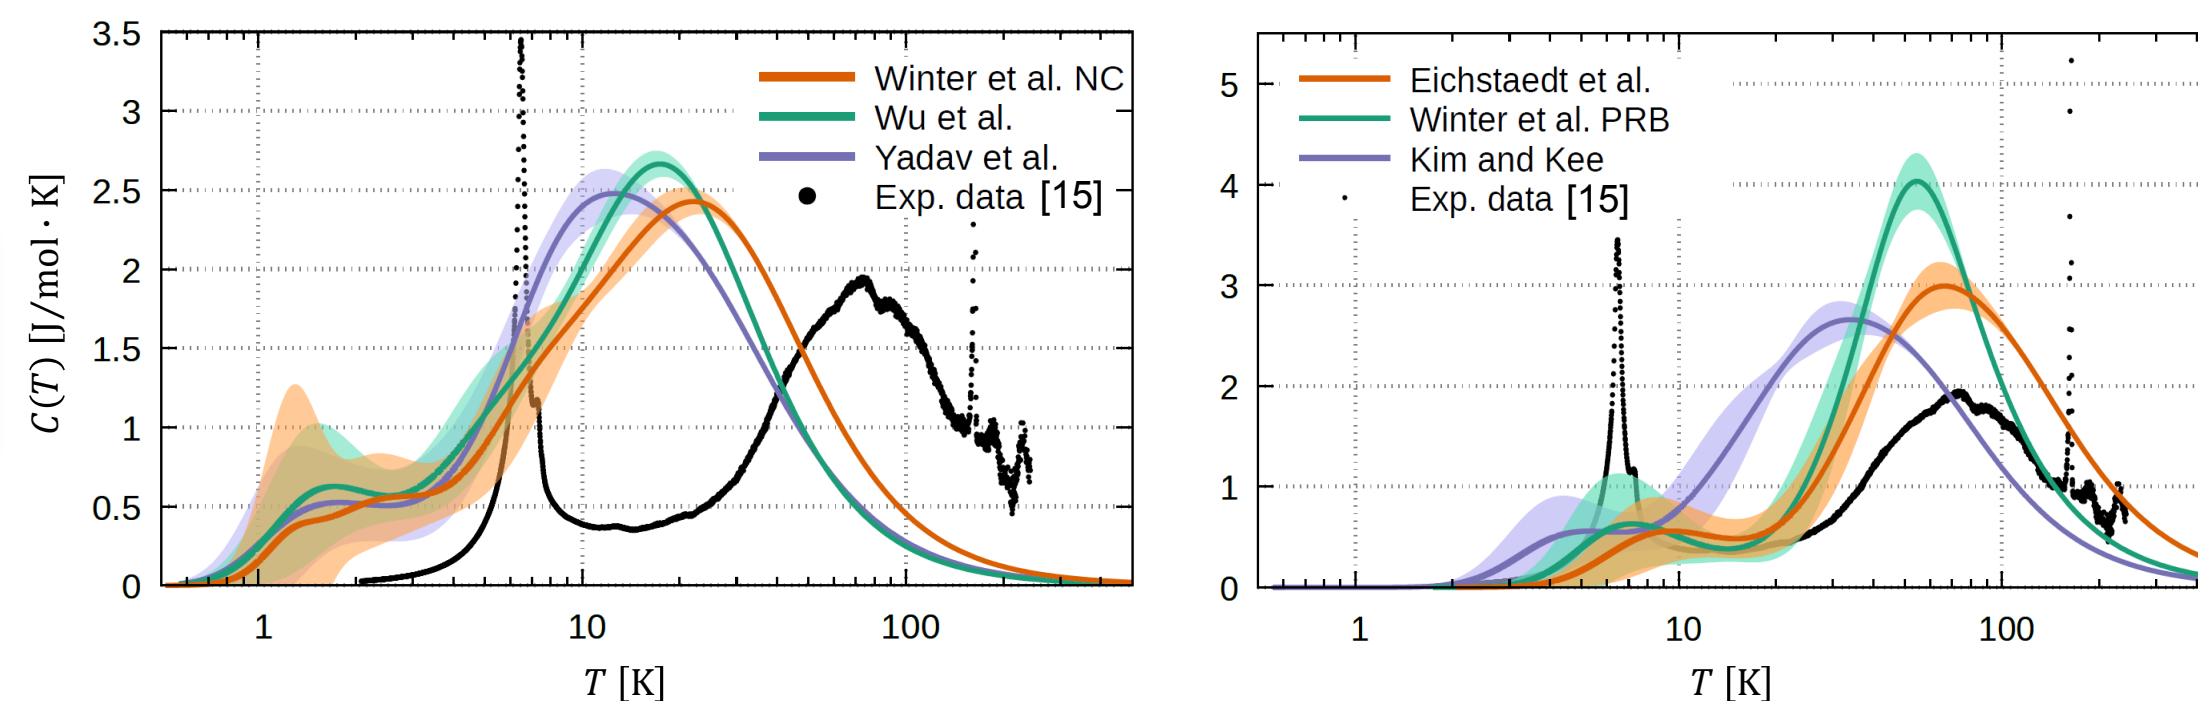 3.5
3
2.5
2
1.5
1
0.5
0
C(T) [J/mol · K]
Winter et al. NC
Wu et al.
Yadav et al.
Exp. data [15]
1 10 100
T [K]
5
4
3
2
1
0
Eichstaedt et al.
Winter et al. PRB
Kim and Kee
Exp. data [15]
1 10 100
T [K]